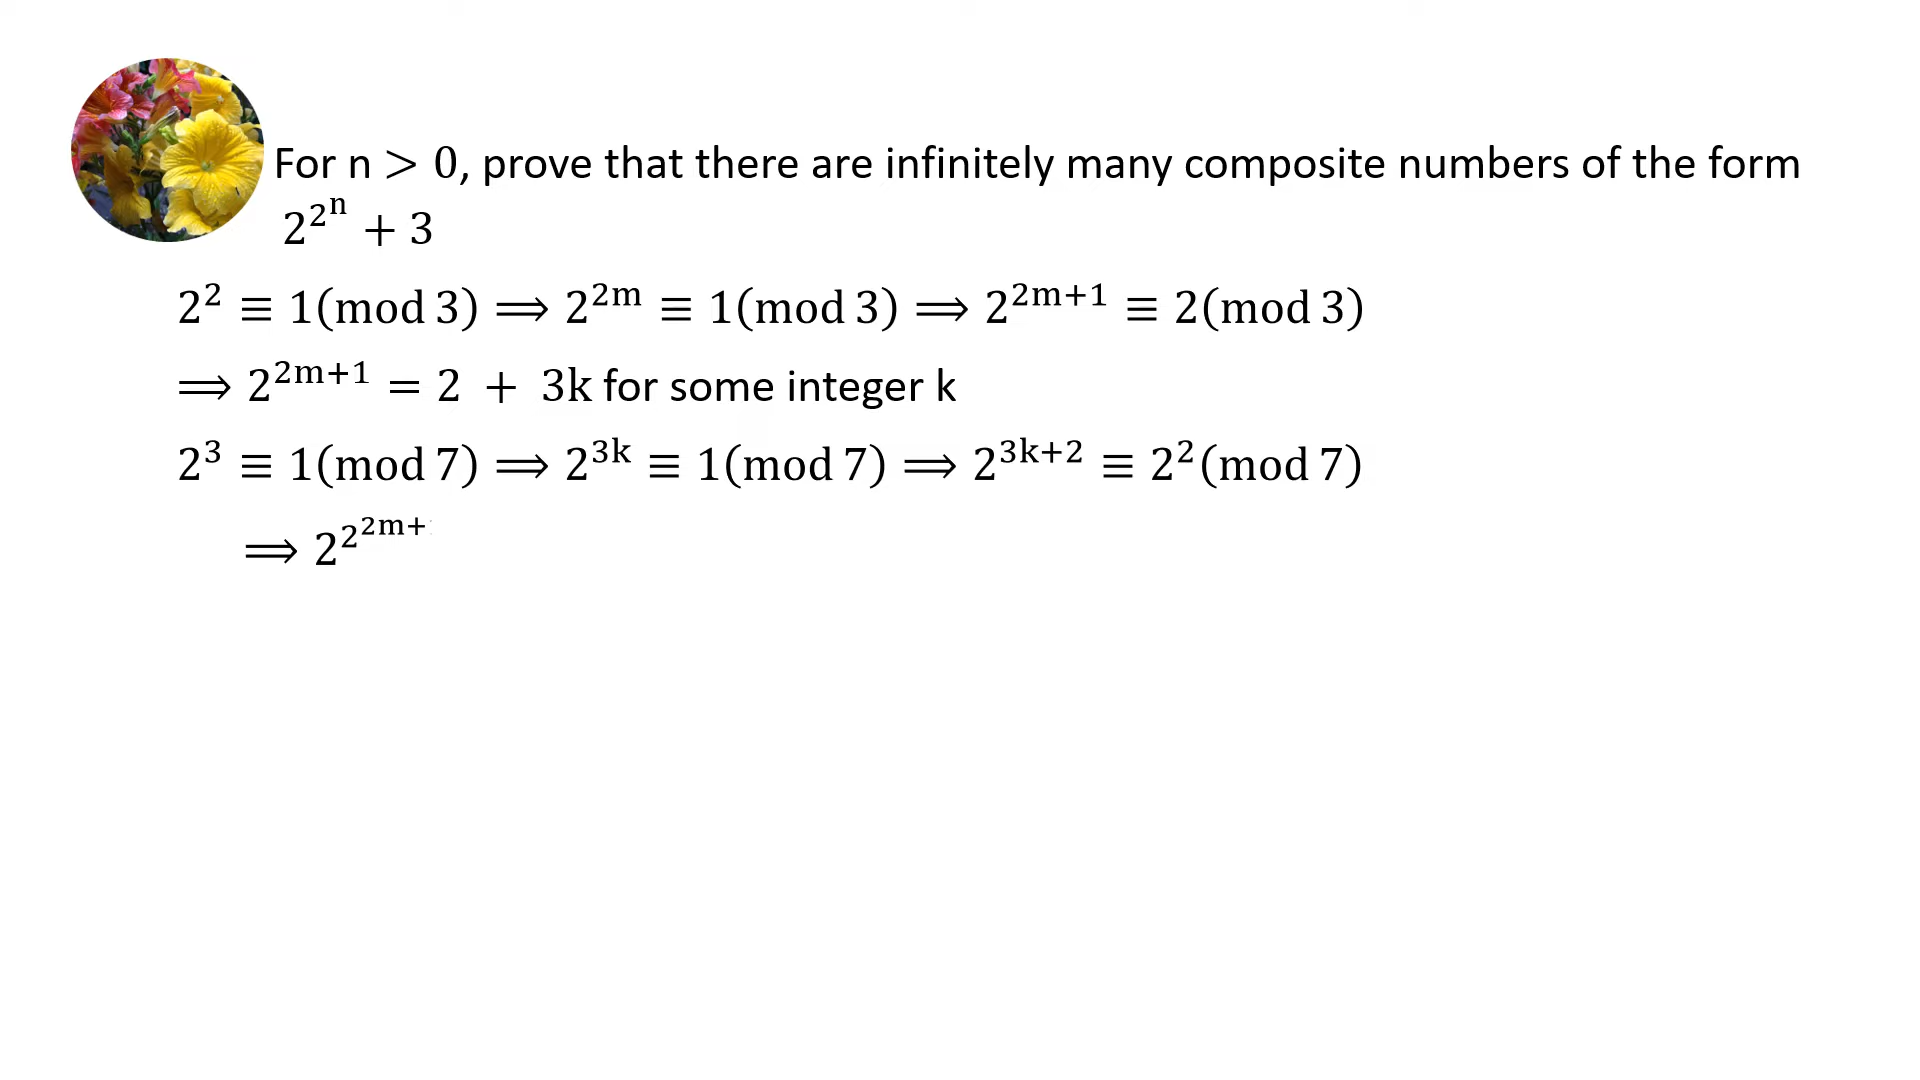 For n > 0, prove that there are infinitely many composite numbers of the form
2^{2^n} + 3
2^2 ≡ 1(mod 3) ⟹ 2^{2m} ≡ 1(mod 3) ⟹ 2^{2m+1} ≡ 2(mod 3)
⟹ 2^{2m+1} = 2 + 3k for some integer k
2^3 ≡ 1(mod 7) ⟹ 2^{3k} ≡ 1(mod 7) ⟹ 2^{3k+2} ≡ 2^2(mod 7)
⟹ 2^{2^{2m+}}